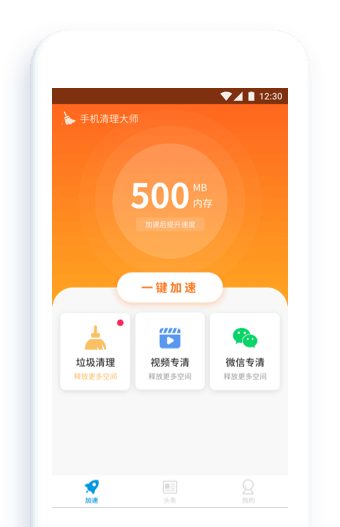 12:30
手机清理大师
500 MB
内存
加速后提升速度
一键加速
垃圾清理 视频专清 微信专清
释放更多空间 释放更多空间 释放更多空间
加速 头条 我的